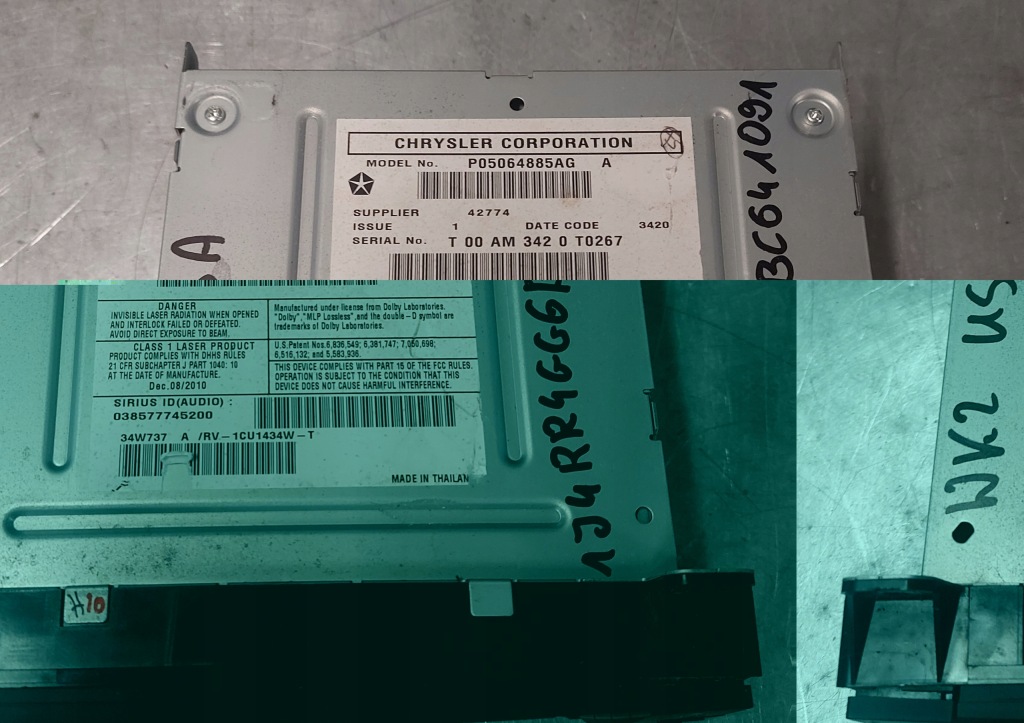 CHRYSLER CORPORATION
MODEL No. P05064885AG A
SUPPLIER 42774
ISSUE 1 DATE CODE 3420
SERIAL No. T 00 AM 342 0 T0267
BC641091
DANGER
INVISIBLE LASER RADIATION WHEN OPENED
AND INTERLOCK FAILED OR DEFEATED.
AVOID DIRECT EXPOSURE TO BEAM.
Manufactured under license from Dolby Laboratories.
"Dolby","MLP Lossless",and the double-D symbol are
trademarks of Dolby Laboratories.
CLASS 1 LASER PRODUCT
PRODUCT COMPLIES WITH DHHS RULES
21 CFR SUBCHAPTER J PART 1040: 10
AT THE DATE OF MANUFACTURE.
Dec.08/2010
U.S.Patent Nos.6,836,549; 6,381,747; 7,050,698;
6,516,132; and 5,583,936.
THIS DEVICE.COMPLIES WITH PART 15 OF THE FCC RULES.
OPERATION IS SUBJECT TO THE CONDITION THAT THIS
DEVICE DOES NOT CAUSE HARMFUL INTERFERENCE.
SIRIUS ID(AUDIO) :
038577745200
34W737 A /RV-1CU1434W-T
MADE IN THAILAN
1J4RR4GG6
WK2 US
H10